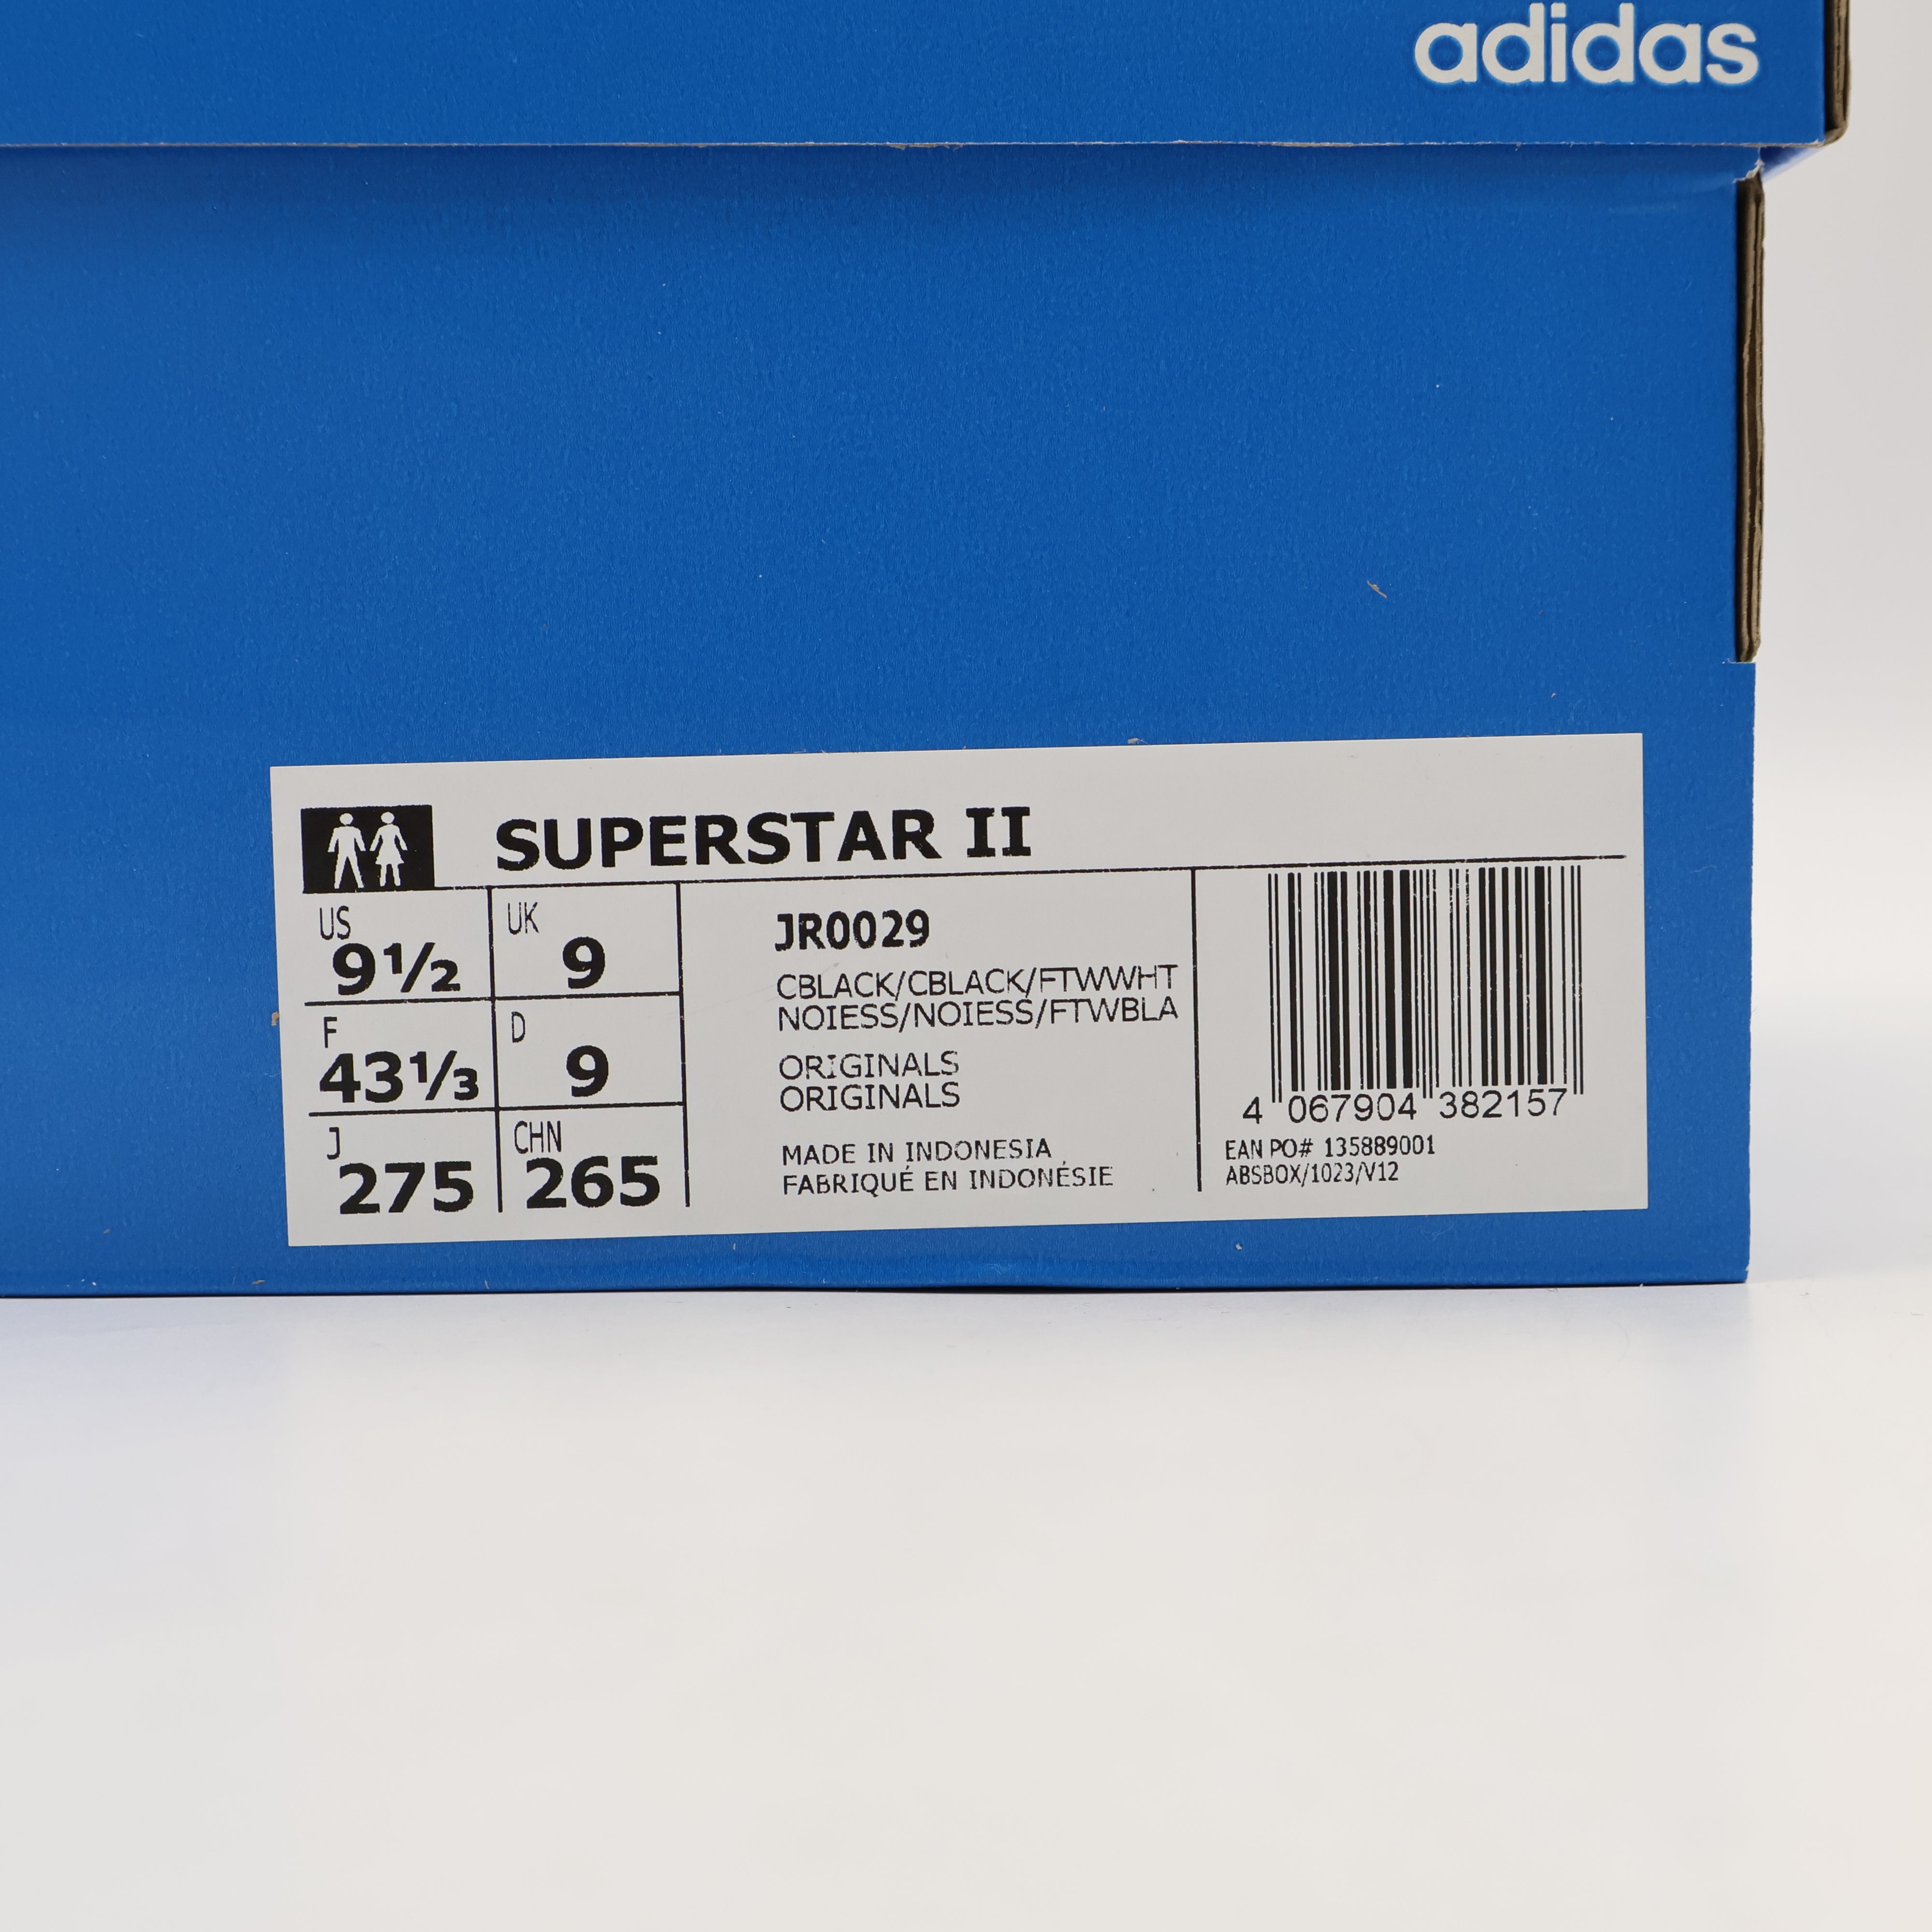 adidas
SUPERSTAR II
US
9½
UK
9
F
43⅓
D
9
J
275
CHN
265
JR0029
CBLACK/CBLACK/FTWWHT
NOIESS/NOIESS/FTWBLA
ORIGINALS
ORIGINALS
MADE IN INDONESIA
FABRIQUÉ EN INDONÉSIE
4 067904 382157
EAN PO# 135889001
ABSBOX/1023/V12